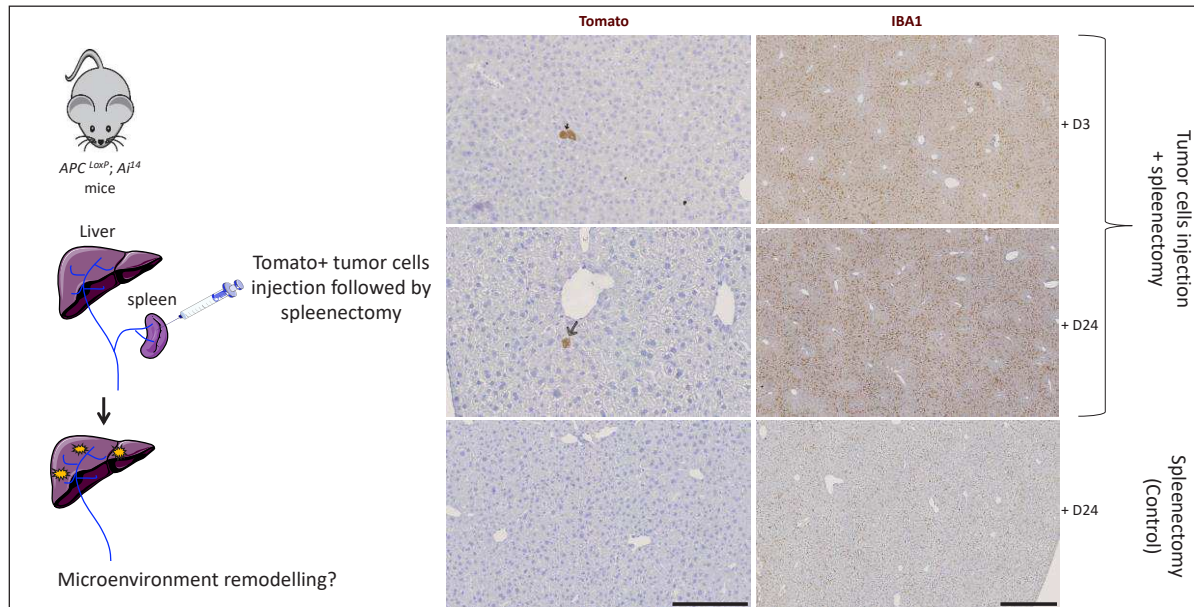 Tomato
IBA1
APC LoxP; Ai14
mice
Liver
spleen
Tomato+ tumor cells
injection followed by
spleenectomy
Microenvironment remodelling?
+ D3
+ D24
+ D24
Tumor cells injection
+ spleenectomy
Spleenectomy
(Control)